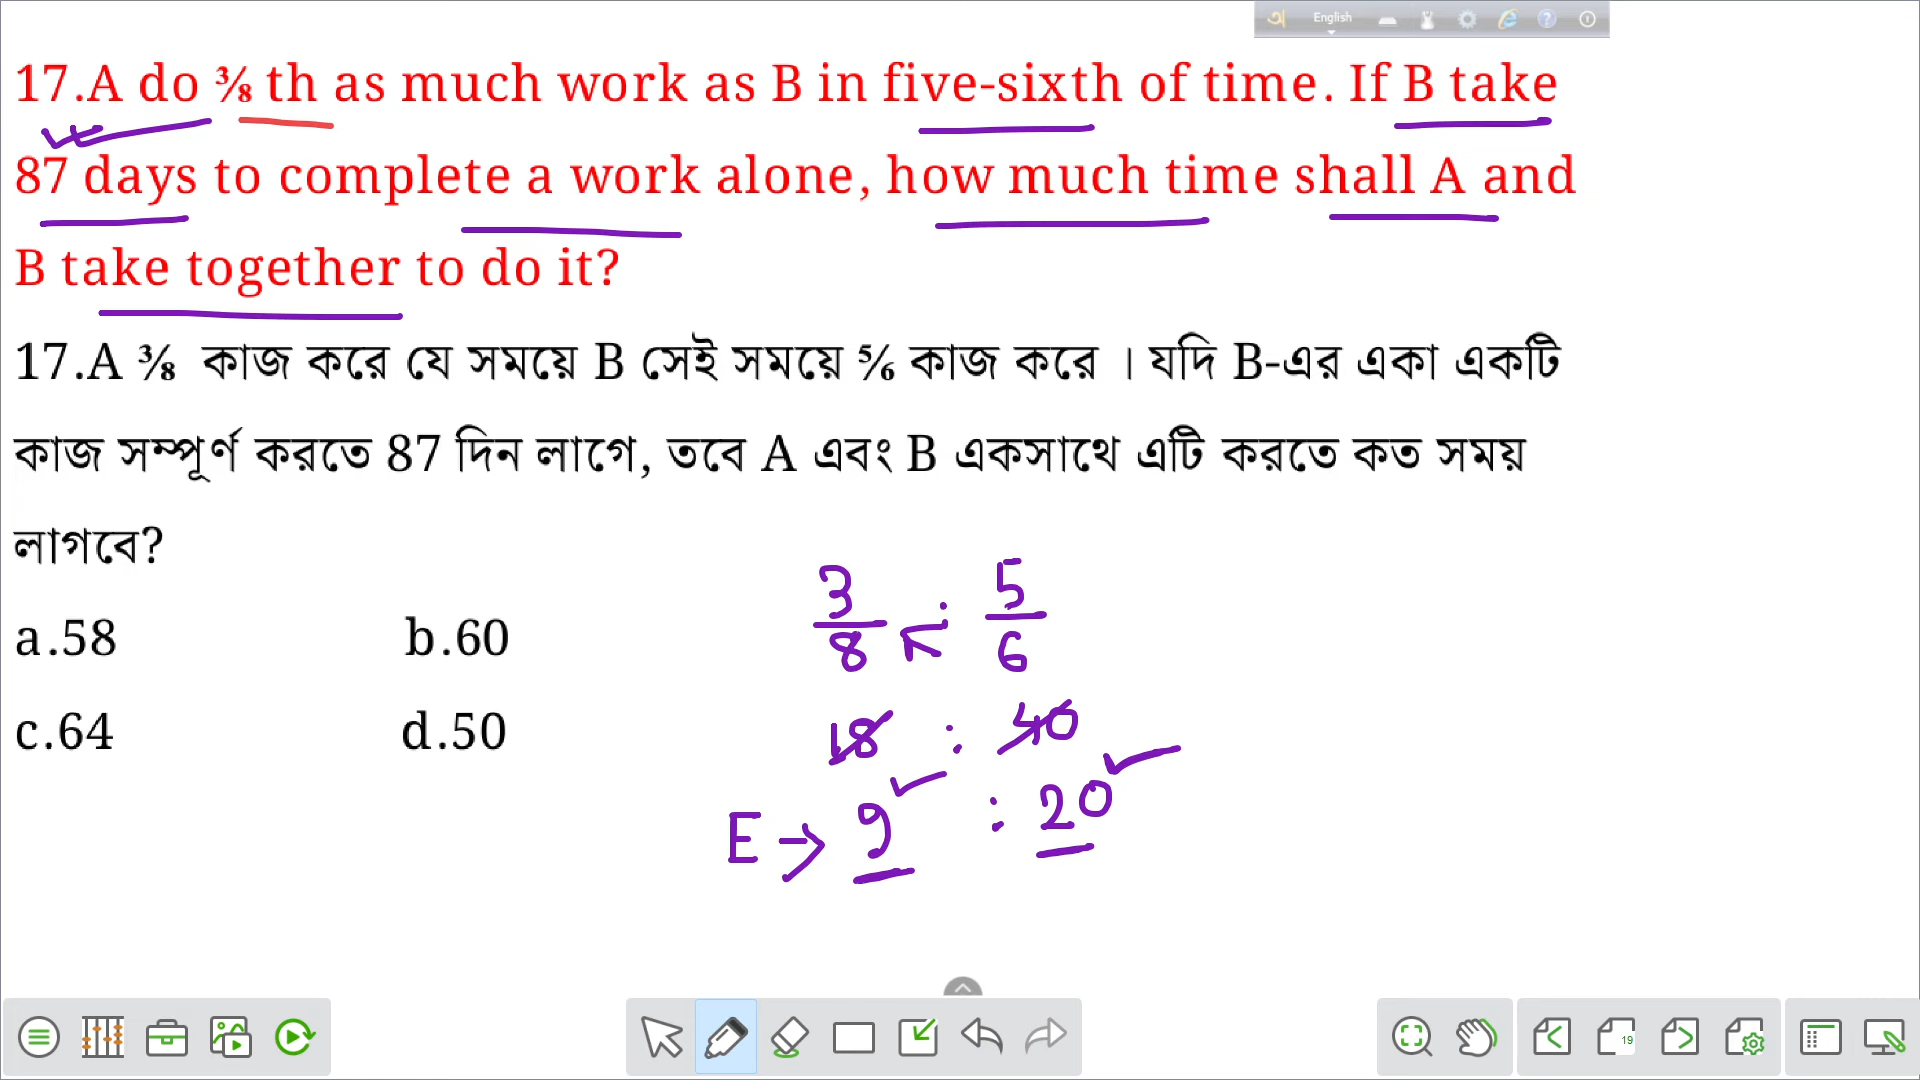 English
17.A do ⅜ th as much work as B in five-sixth of time. If B take
87 days to complete a work alone, how much time shall A and
B take together to do it?
17.A ⅜ কাজ করে যে সময়ে B সেই সময়ে ⅚ কাজ করে । যদি B-এর একা একটি
কাজ সম্পূর্ণ করতে 87 দিন লাগে, তবে A এবং B একসাথে এটি করতে কত সময়
লাগবে?
a.58 b.60
c.64 d.50
3/8 : 5/6
18 : 40
E → 9 : 20
19